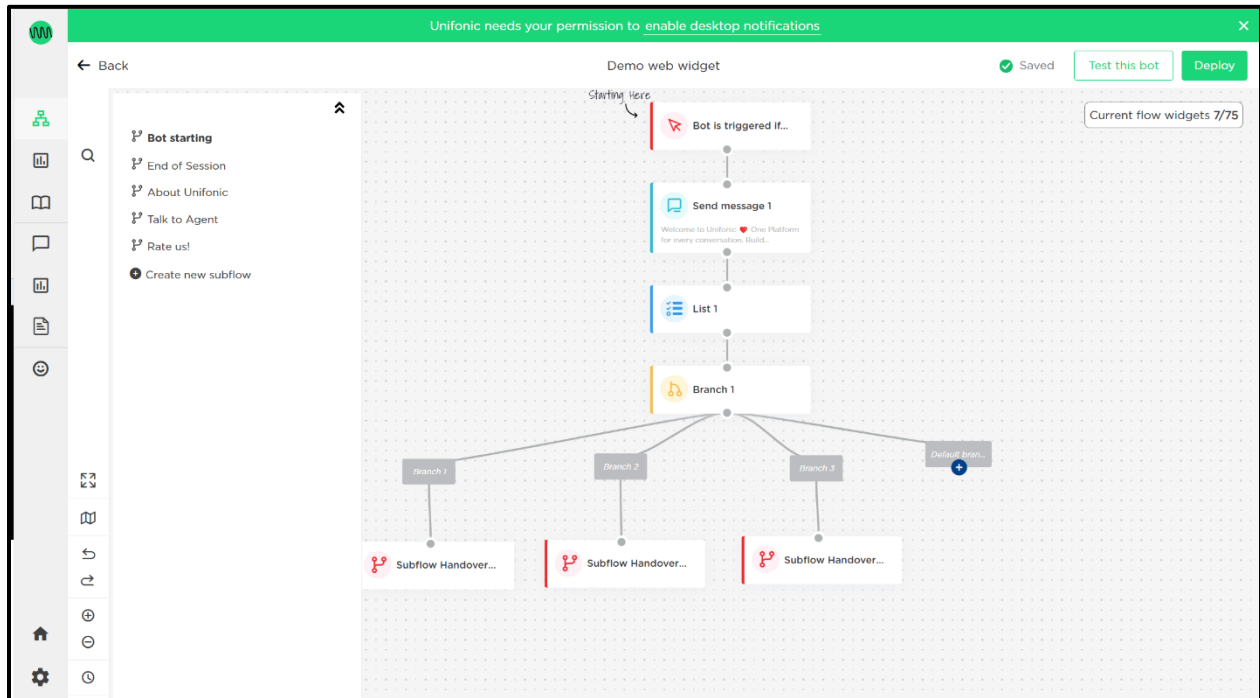 Unifonic needs your permission to enable desktop notifications
Back
Demo web widget
Saved
Test this bot
Deploy
Current flow widgets 7/75
Bot starting
End of Session
About Unifonic
Talk to Agent
Rate us!
Create new subflow
Starting Here
Bot is triggered if...
Send message 1
Welcome to Unifonic ❤️ One Platform
for every conversation. Build...
List 1
Branch 1
Branch 1
Branch 2
Branch 3
Default bran...
Subflow Handover...
Subflow Handover...
Subflow Handover...